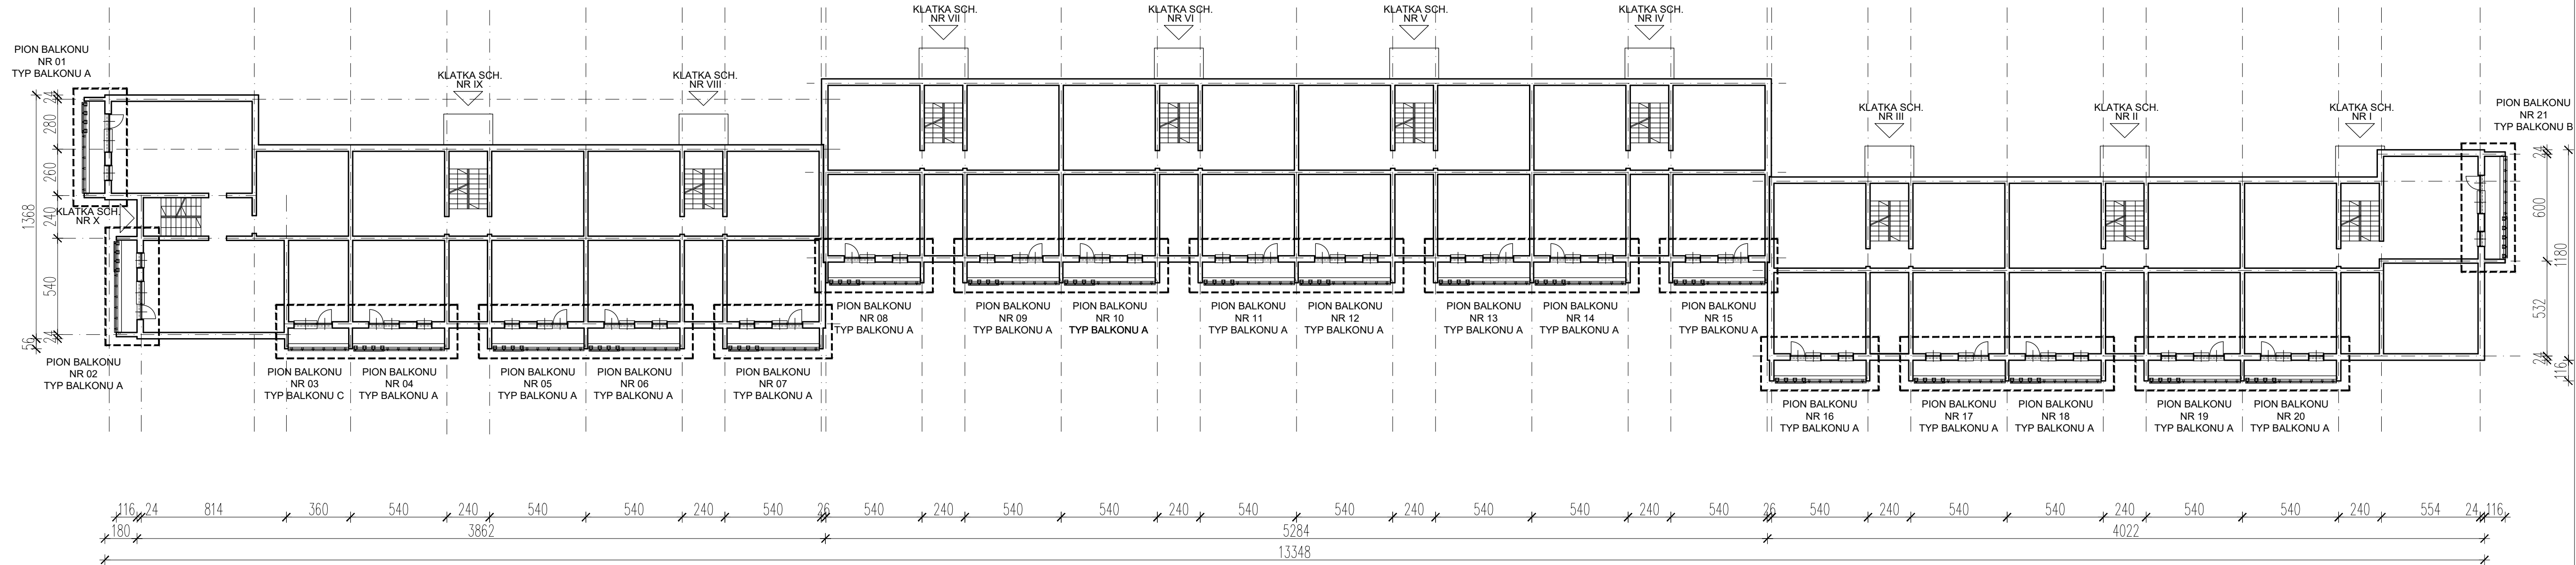 KLATKA SCH.
NR VII
KLATKA SCH.
NR VI
KLATKA SCH.
NR V
KLATKA SCH.
NR IV
PION BALKONU
NR 01
TYP BALKONU A
KLATKA SCH.
NR IX
KLATKA SCH.
NR VIII
KLATKA SCH.
NR III
KLATKA SCH.
NR II
KLATKA SCH.
NR I
PION BALKONU
NR 21
TYP BALKONU B
KLATKA SCH.
NR X
24
280
260
240
540
24
56
1368
24
600
532
24
1180
116
PION BALKONU
NR 02
TYP BALKONU A
PION BALKONU
NR 03
TYP BALKONU C
PION BALKONU
NR 04
TYP BALKONU A
PION BALKONU
NR 05
TYP BALKONU A
PION BALKONU
NR 06
TYP BALKONU A
PION BALKONU
NR 07
TYP BALKONU A
PION BALKONU
NR 08
TYP BALKONU A
PION BALKONU
NR 09
TYP BALKONU A
PION BALKONU
NR 10
TYP BALKONU A
PION BALKONU
NR 11
TYP BALKONU A
PION BALKONU
NR 12
TYP BALKONU A
PION BALKONU
NR 13
TYP BALKONU A
PION BALKONU
NR 14
TYP BALKONU A
PION BALKONU
NR 15
TYP BALKONU A
PION BALKONU
NR 16
TYP BALKONU A
PION BALKONU
NR 17
TYP BALKONU A
PION BALKONU
NR 18
TYP BALKONU A
PION BALKONU
NR 19
TYP BALKONU A
PION BALKONU
NR 20
TYP BALKONU A
116 24 814 360 540 240 540 540 240 540 26 540 240 540 540 240 540 540 240 540 540 240 540 26 540 240 540 540 240 540 540 240 554 24 116
180 3862 5284 4022
13348